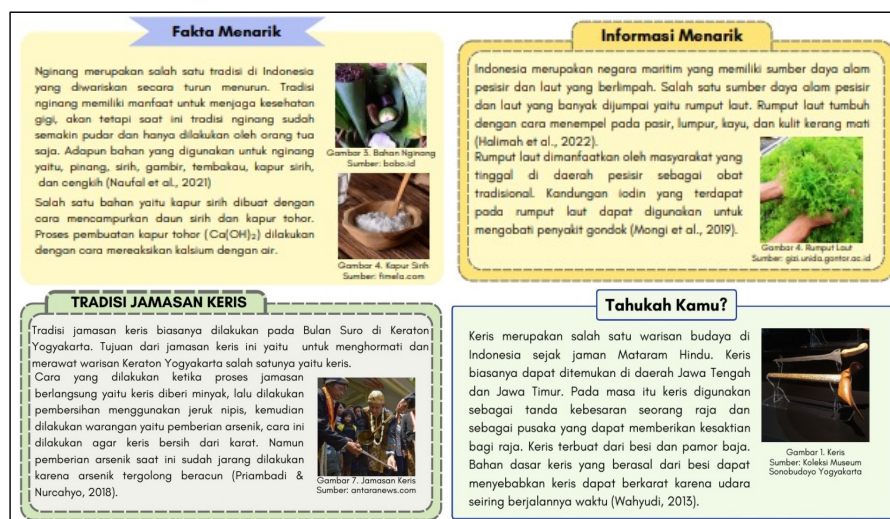 Fakta Menarik
Nginang merupakan salah satu tradisi di Indonesia
yang diwariskan secara turun menurun. Tradisi
nginang memiliki manfaat untuk menjaga kesehatan
gigi, akan tetapi saat ini tradisi nginang sudah
semakin pudar dan hanya dilakukan oleh orang tua
saja. Adapun bahan yang digunakan untuk nginang
yaitu, pinang, sirih, gambir, tembakau, kapur sirih,
dan cengkih (Naufal et al., 2021)
Salah satu bahan yaitu kapur sirih dibuat dengan
cara mencampurkan daun sirih dan kapur tohor.
Proses pembuatan kapur tohor (Ca(OH)₂) dilakukan
dengan cara mereaksikan kalsium dengan air.
Gambar 3. Bahan Nginang
Sumber: bobo.id
Gambar 4. Kapur Sirih
Sumber: fimela.com
Informasi Menarik
Indonesia merupakan negara maritim yang memiliki sumber daya alam
pesisir dan laut yang berlimpah. Salah satu sumber daya alam pesisir
dan laut yang banyak dijumpai yaitu rumput laut. Rumput laut tumbuh
dengan cara menempel pada pasir, lumpur, kayu, dan kulit kerang mati
(Halimah et al., 2022).
Rumput laut dimanfaatkan oleh masyarakat yang
tinggal di daerah pesisir sebagai obat
tradisional. Kandungan iodin yang terdapat
pada rumput laut dapat digunakan untuk
mengobati penyakit gondok (Mongi et al., 2019).
Gambar 4. Rumput Laut
Sumber: gizi.unida.gontor.ac.id
TRADISI JAMASAN KERIS
Tradisi jamasan keris biasanya dilakukan pada Bulan Suro di Keraton
Yogyakarta. Tujuan dari jamasan keris ini yaitu untuk menghormati dan
merawat warisan Keraton Yogyakarta salah satunya yaitu keris.
Cara yang dilakukan ketika proses jamasan
berlangsung yaitu keris diberi minyak, lalu dilakukan
pembersihan menggunakan jeruk nipis, kemudian
dilakukan warangan yaitu pemberian arsenik, cara ini
dilakukan agar keris bersih dari karat. Namun
pemberian arsenik saat ini sudah jarang dilakukan
karena arsenik tergolong beracun (Priambadi &
Nurcahyo, 2018).
Gambar 7. Jamasan Keris
Sumber: antaranews.com
Tahukah Kamu?
Keris merupakan salah satu warisan budaya di
Indonesia sejak jaman Mataram Hindu. Keris
biasanya dapat ditemukan di daerah Jawa Tengah
dan Jawa Timur. Pada masa itu keris digunakan
sebagai tanda kebesaran seorang raja dan
sebagai pusaka yang dapat memberikan kesaktian
bagi raja. Keris terbuat dari besi dan pamor baja.
Bahan dasar keris yang berasal dari besi dapat
menyebabkan keris dapat berkarat karena udara
seiring berjalannya waktu (Wahyudi, 2013).
Gambar 1. Keris
Sumber: Koleksi Museum
Sonobudoyo Yogyakarta